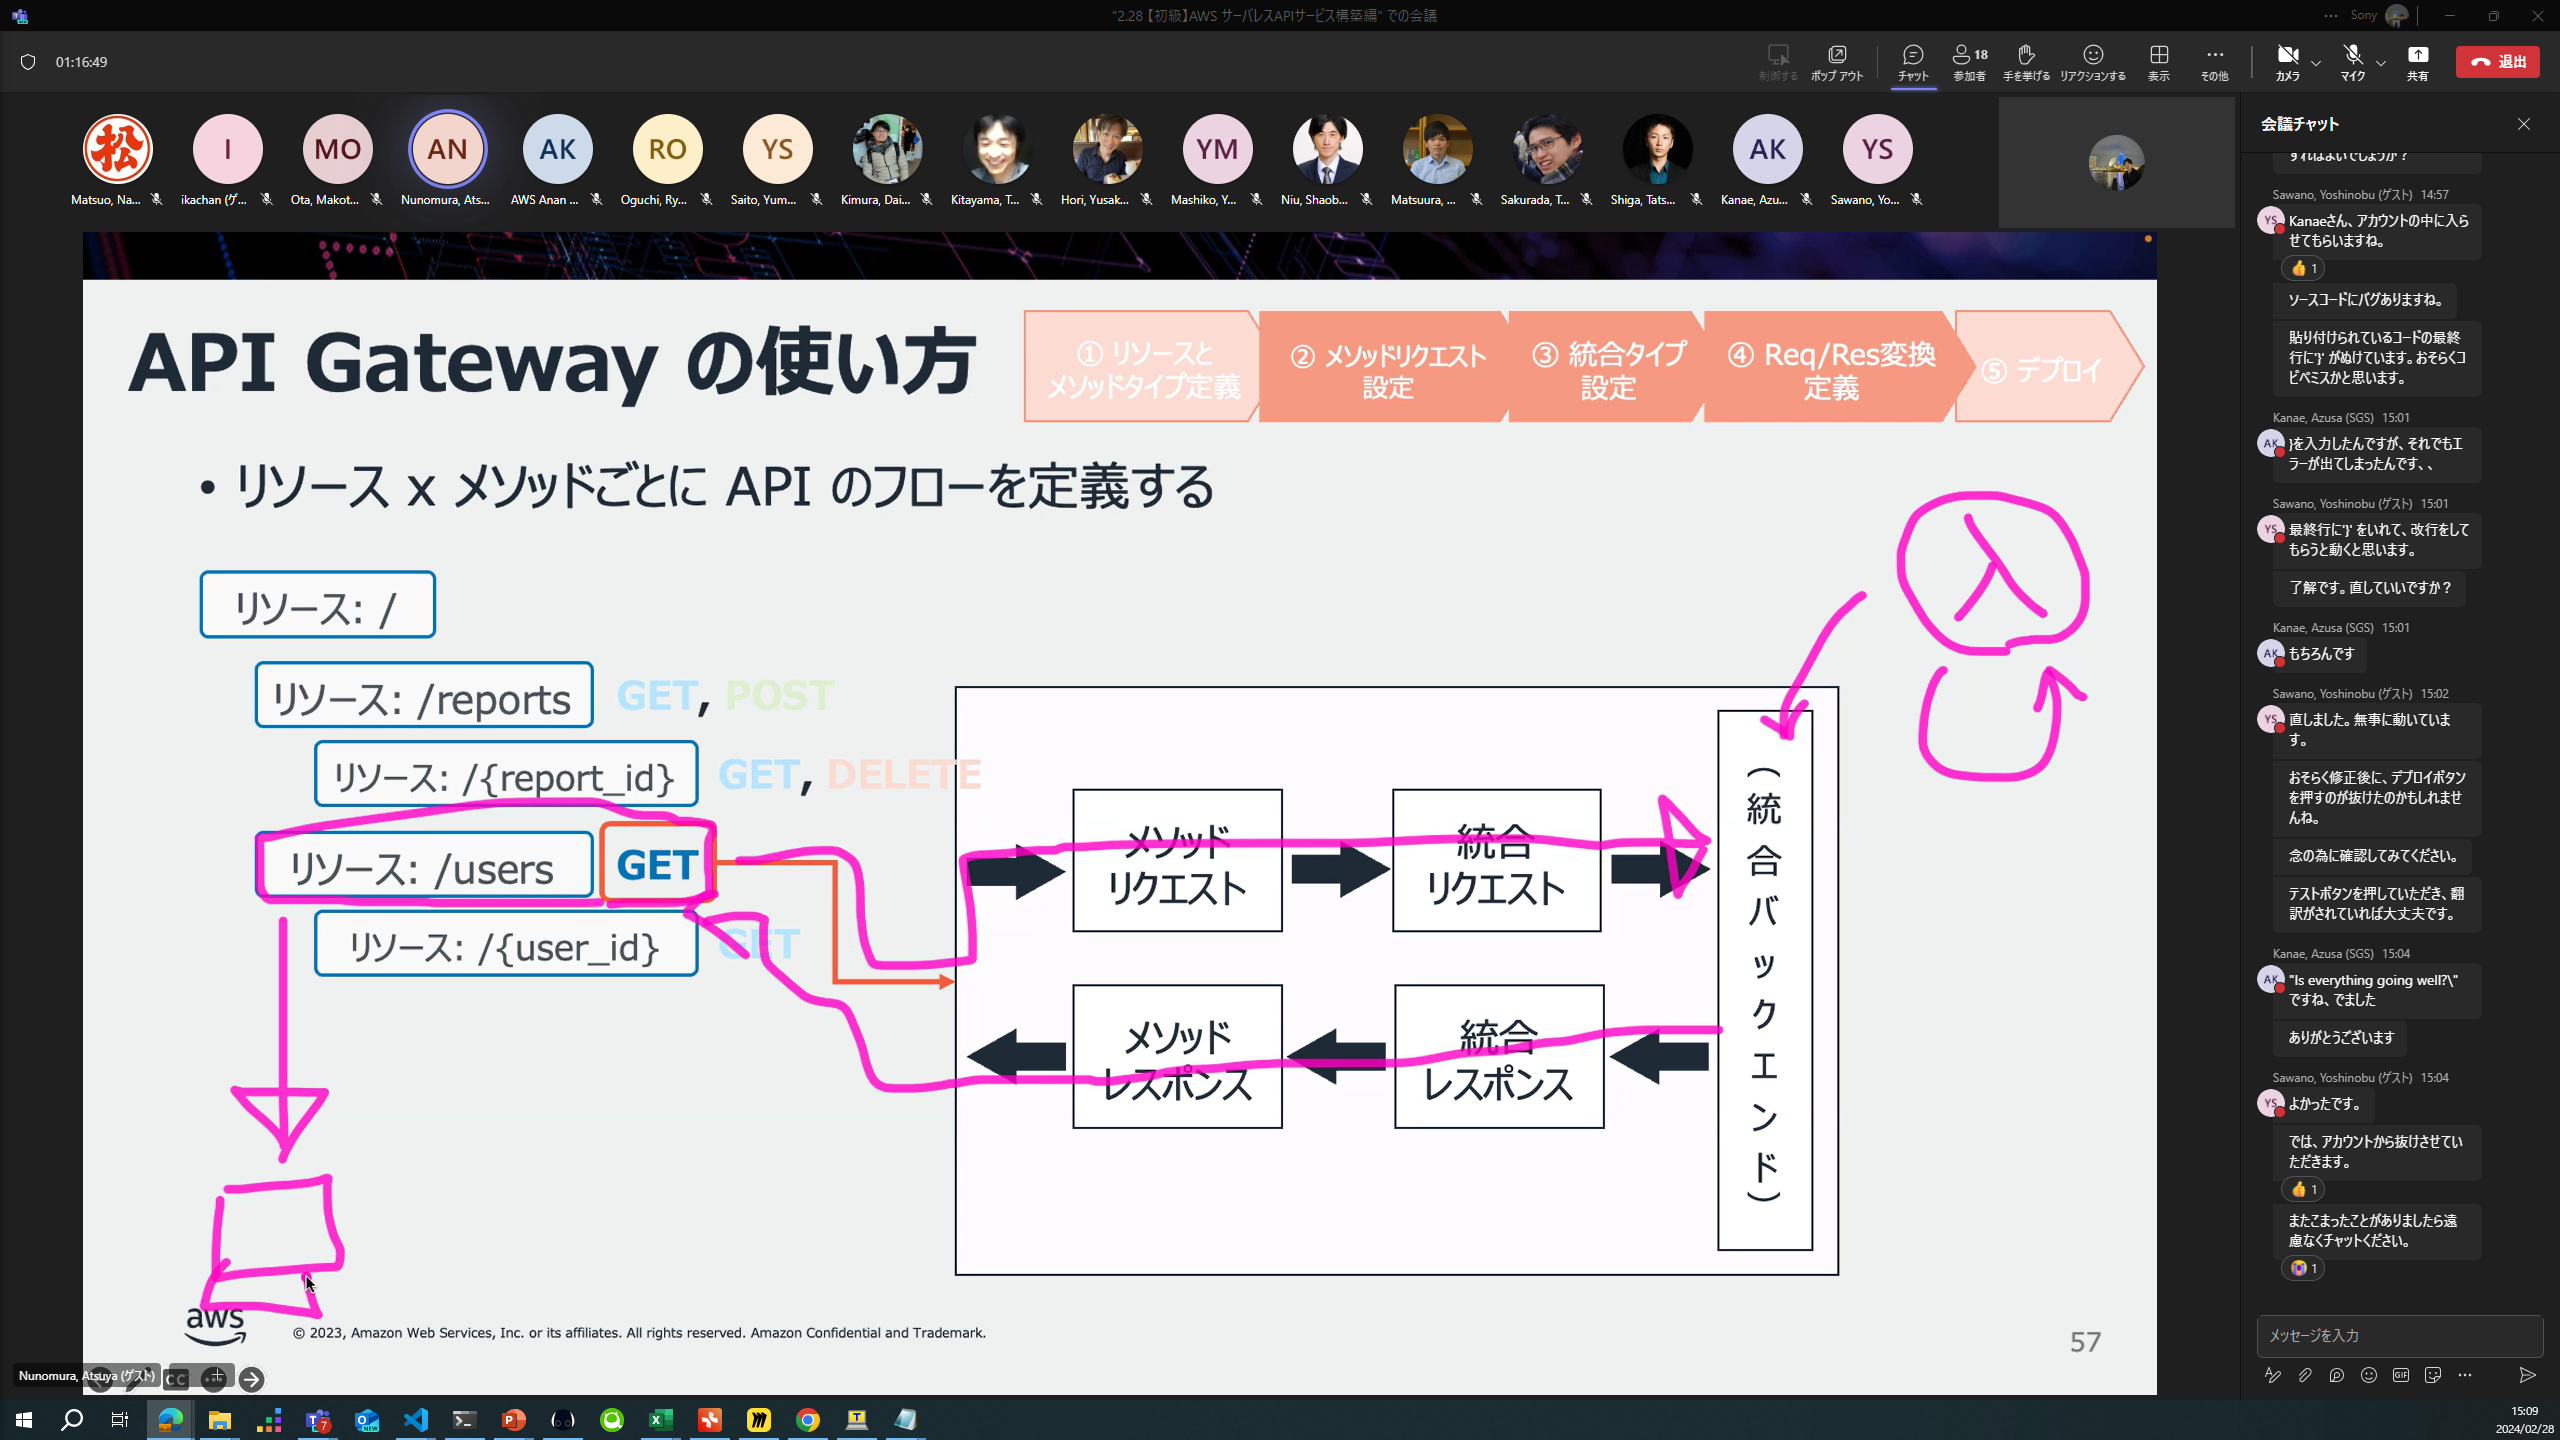 "2.28 【初級】AWS サーバレスAPIサービス構築編" での会議
Sony
01:16:49
制御する
ポップ アウト
チャット
18
参加者
手を挙げる
リアクションする
表示
その他
カメラ
マイク
共有
退出
松
I
MO
AN
AK
RO
YS
YM
AK
YS
Matsuo, Na...
ikachan (ゲ...
Ota, Makot...
Nunomura, Ats...
AWS Anan ...
Oguchi, Ry...
Saito, Yum...
Kimura, Dai...
Kitayama, T...
Hori, Yusak...
Mashiko, Y...
Niu, Shaob...
Matsuura, ...
Sakurada, T...
Shiga, Tats...
Kanae, Azu...
Sawano, Yo...
API Gateway の使い方
① リソースと
メソッドタイプ定義
② メソッドリクエスト
設定
③ 統合タイプ
設定
④ Req/Res変換
定義
⑤ デプロイ
• リソース x メソッドごとに API のフローを定義する
リソース: /
リソース: /reports
GET, POST
リソース: /{report_id}
GET, DELETE
リソース: /users
GET
リソース: /{user_id}
GET
メソッド
リクエスト
統合
リクエスト
メソッド
レスポンス
統合
レスポンス
（統合バックエンド）
λ
aws
© 2023, Amazon Web Services, Inc. or its affiliates. All rights reserved. Amazon Confidential and Trademark.
57
Nunomura, Atsuya (ゲスト)
会議チャット
すればよいでしょうか？
Sawano, Yoshinobu (ゲスト) 14:57
YS
Kanaeさん、アカウントの中に入ら
せてもらいますね。
👍 1
ソースコードにバグありますね。
貼り付けられているコードの最終
行に'}' がぬけています。おそらくコ
ピペミスかと思います。
Kanae, Azusa (SGS) 15:01
AK
}を入力したんですが、それでもエ
ラーが出てしまったんです、、
Sawano, Yoshinobu (ゲスト) 15:01
YS
最終行に'}' をいれて、改行をして
もらうと動くと思います。
了解です。直していいですか？
Kanae, Azusa (SGS) 15:01
AK
もちろんです
Sawano, Yoshinobu (ゲスト) 15:02
YS
直しました。無事に動いていま
す。
おそらく修正後に、デプロイボタン
を押すのが抜けたのかもしれませ
んね。
念の為に確認してみてください。
テストボタンを押していただき、翻
訳がされていれば大丈夫です。
Kanae, Azusa (SGS) 15:04
AK
"Is everything going well?\"
ですね、でました
ありがとうございます
Sawano, Yoshinobu (ゲスト) 15:04
YS
よかったです。
では、アカウントから抜けさせてい
ただきます。
👍 1
またこまったことがありましたら遠
慮なくチャットください。
😭 1
メッセージを入力
15:09
2024/02/28